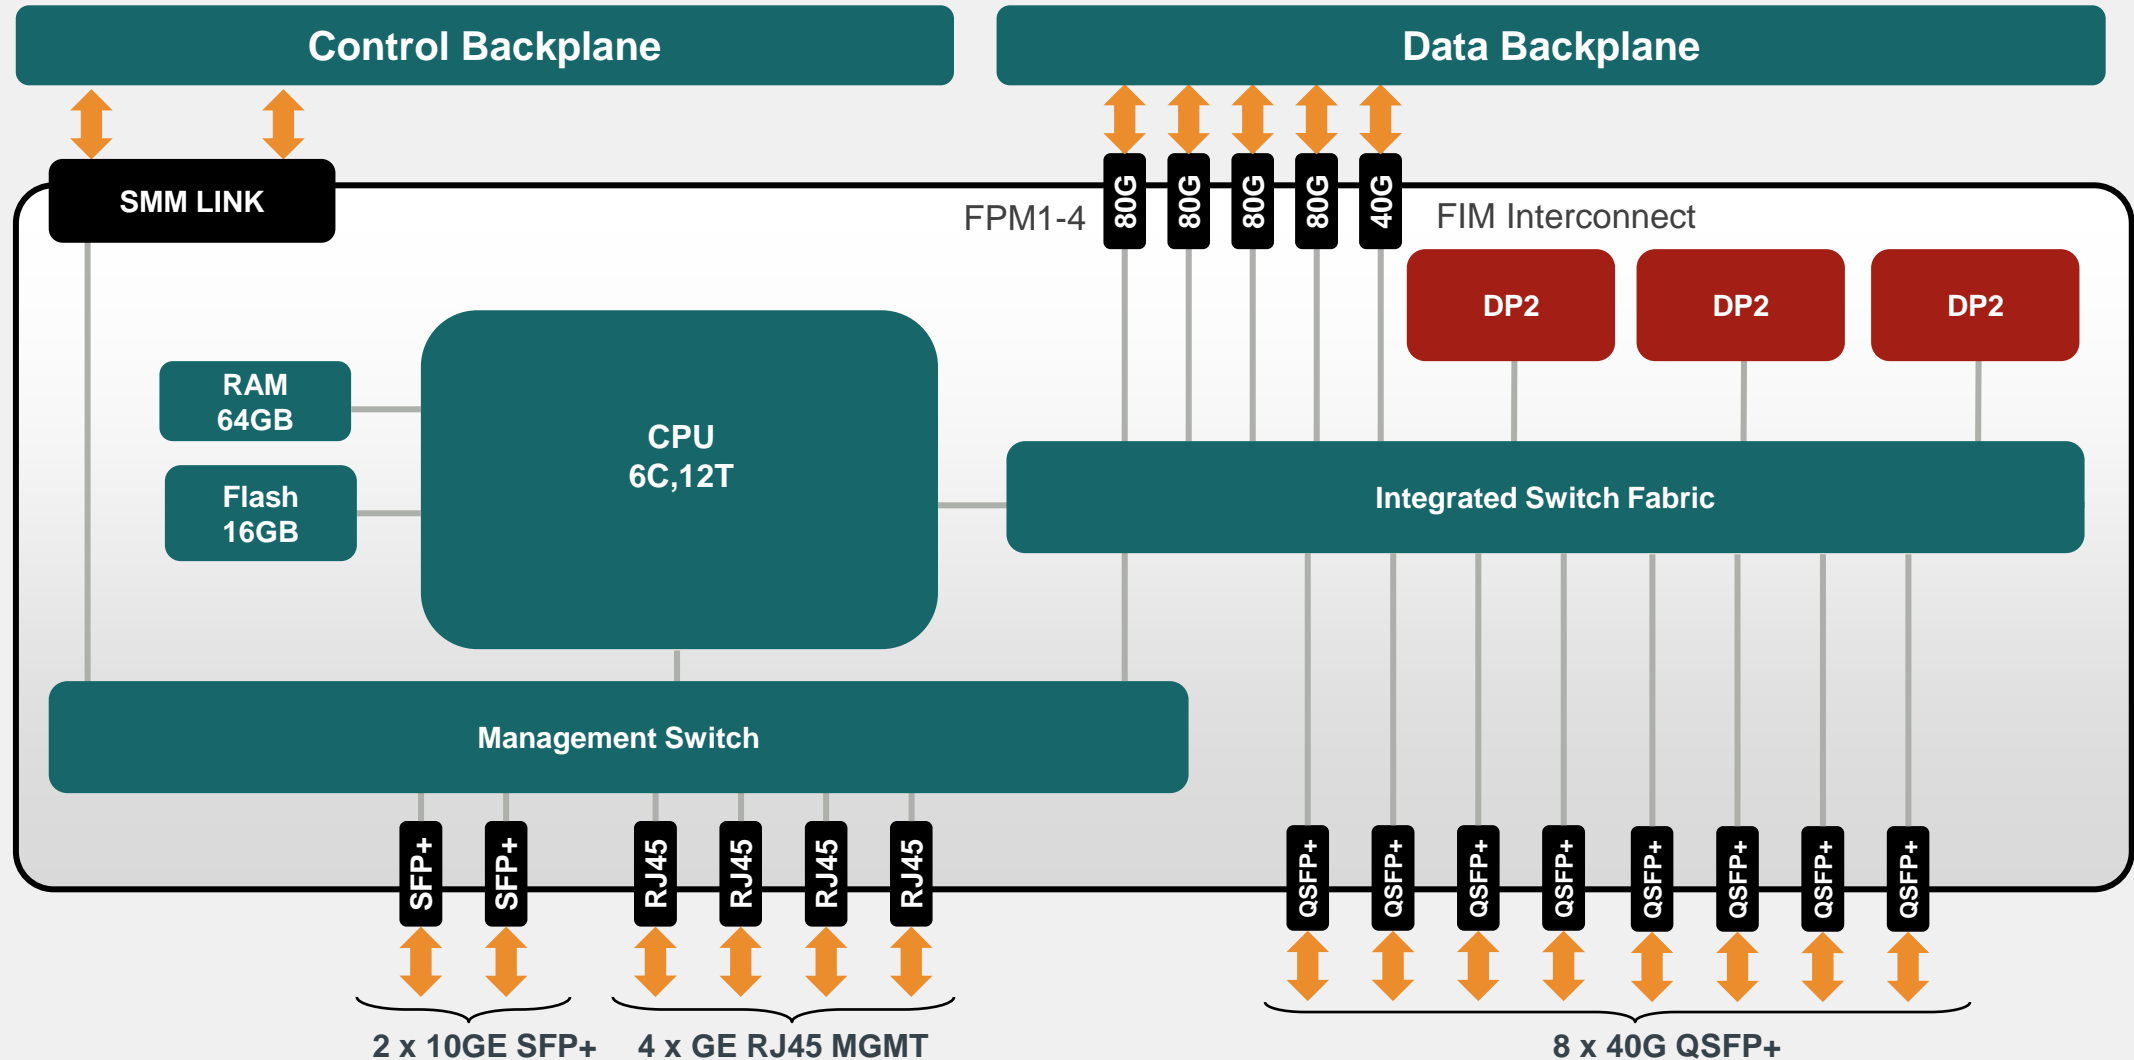 Control Backplane
Data Backplane
SMM LINK
FPM1-4
80G
80G
80G
80G
40G
FIM Interconnect
DP2
DP2
DP2
RAM
64GB
CPU
6C,12T
Flash
16GB
Integrated Switch Fabric
Management Switch
SFP+
SFP+
RJ45
RJ45
RJ45
RJ45
QSFP+
QSFP+
QSFP+
QSFP+
QSFP+
QSFP+
QSFP+
QSFP+
2 x 10GE SFP+
4 x GE RJ45 MGMT
8 x 40G QSFP+